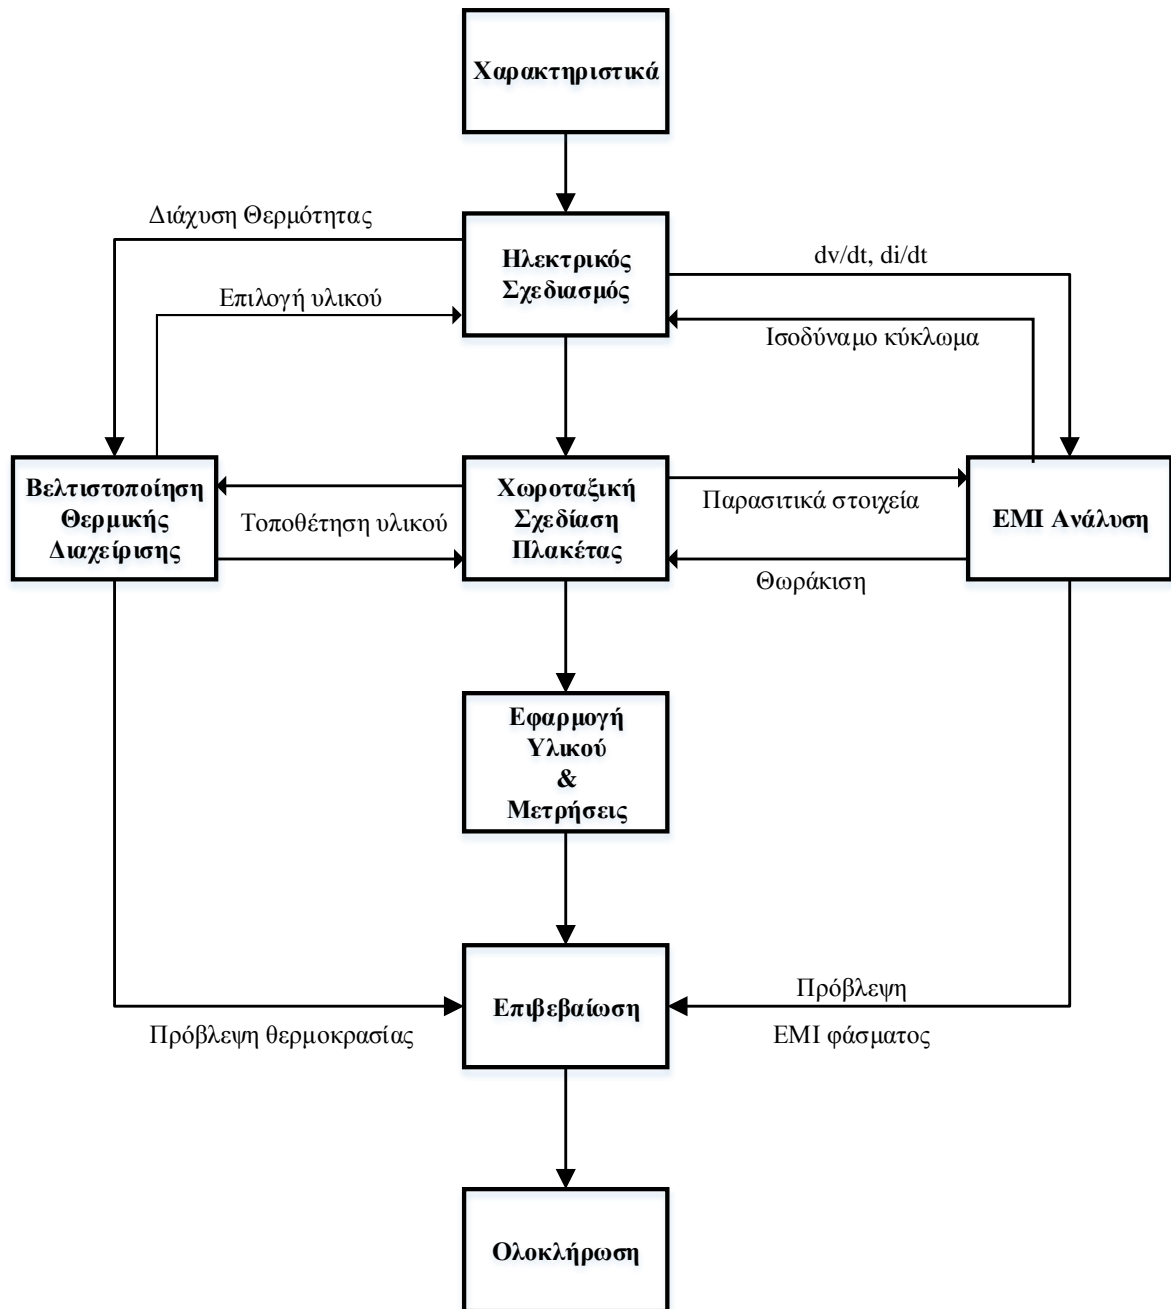 Χαρακτηριστικά
Διάχυση Θερμότητας
Ηλεκτρικός
Σχεδιασμός
dv/dt, di/dt
Επιλογή υλικού
Ισοδύναμο κύκλωμα
Βελτιστοποίηση
Θερμικής
Διαχείρισης
Τοποθέτηση υλικού
Χωροταξική
Σχεδίαση
Πλακέτας
Παρασιτικά στοιχεία
Θωράκιση
EMI Ανάλυση
Εφαρμογή
Υλικού
&
Μετρήσεις
Επιβεβαίωση
Πρόβλεψη θερμοκρασίας
Πρόβλεψη
EMI φάσματος
Ολοκλήρωση